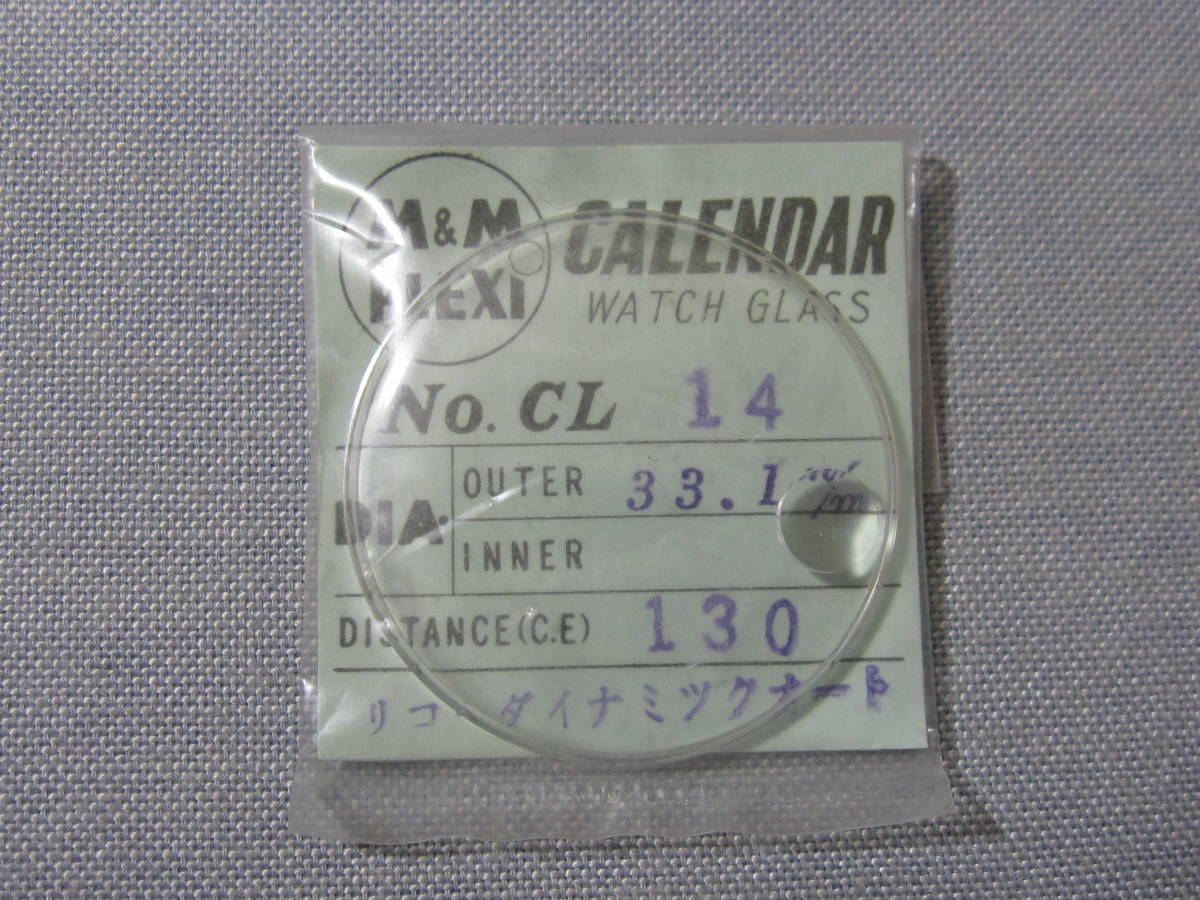 M&M
PLEXI
CALENDAR
WATCH GLASS
No. CL 14
DIA.
OUTER 33.1 m/m
INNER
DISTANCE (C.E) 130
リコーダイナミックオート